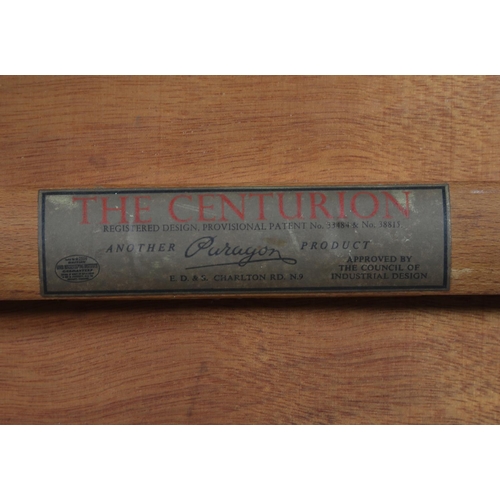 THE CENTURION
REGISTERED DESIGN, PROVISIONAL PATENT No. 35884 & No. 38813
ANOTHER Paragon PRODUCT
APPROVED BY
THE COUNCIL OF
INDUSTRIAL DESIGN
E. D. & S. CHARLTON RD. N.9